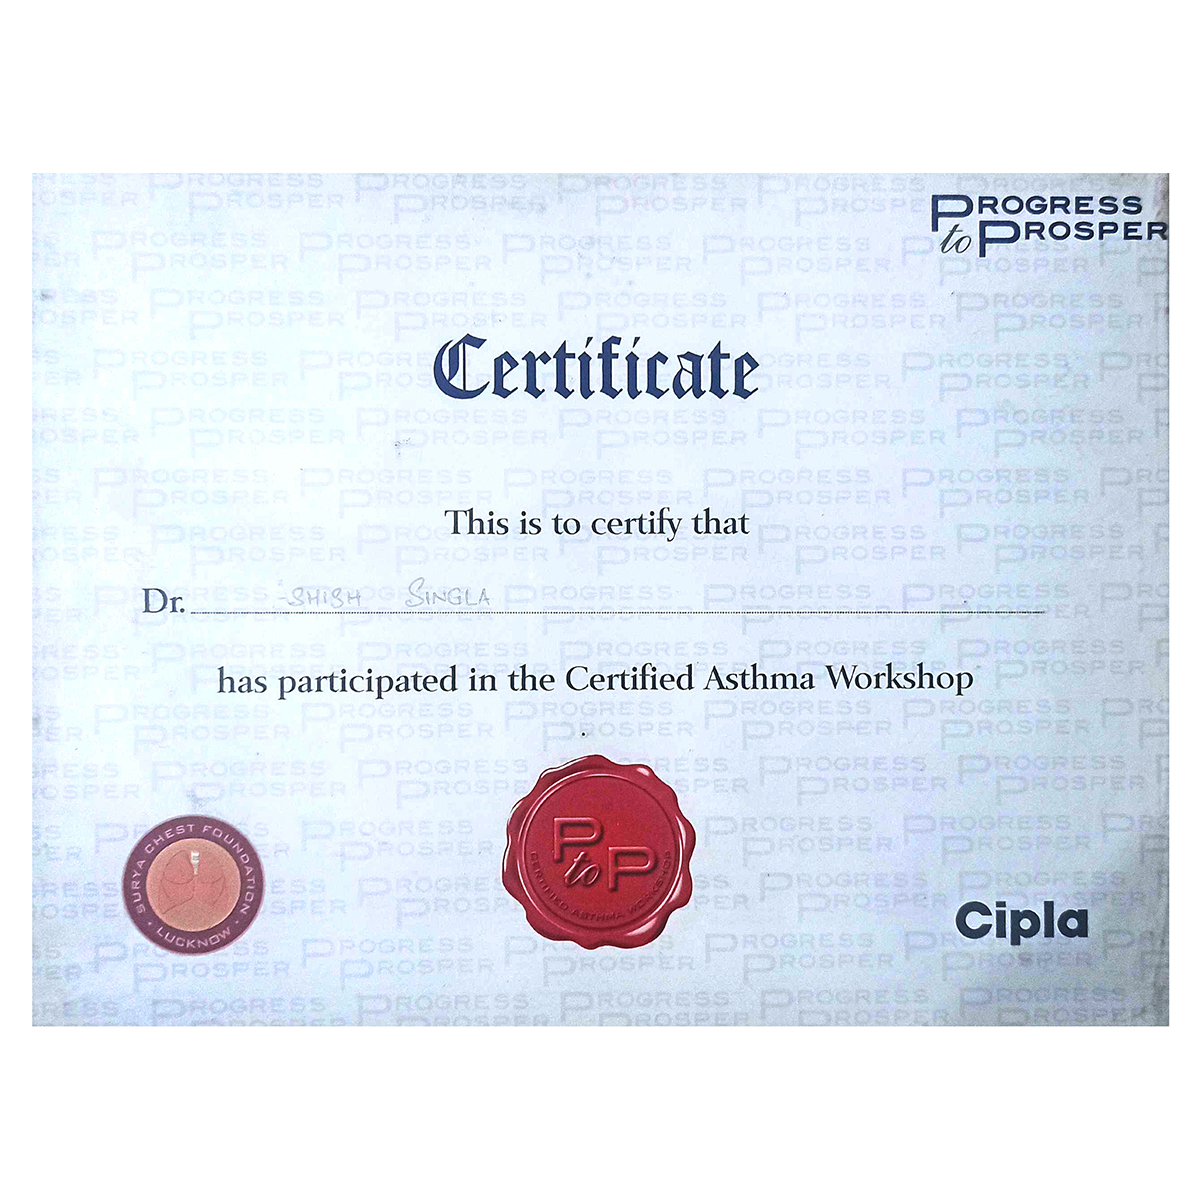 PROGRESS
to PROSPER
Certificate
This is to certify that
Dr. SHISH SINGLA
has participated in the Certified Asthma Workshop
SURYA CHEST FOUNDATION
• LUCKNOW •
P to P
CERTIFIED ASTHMA WORKSHOP
Cipla